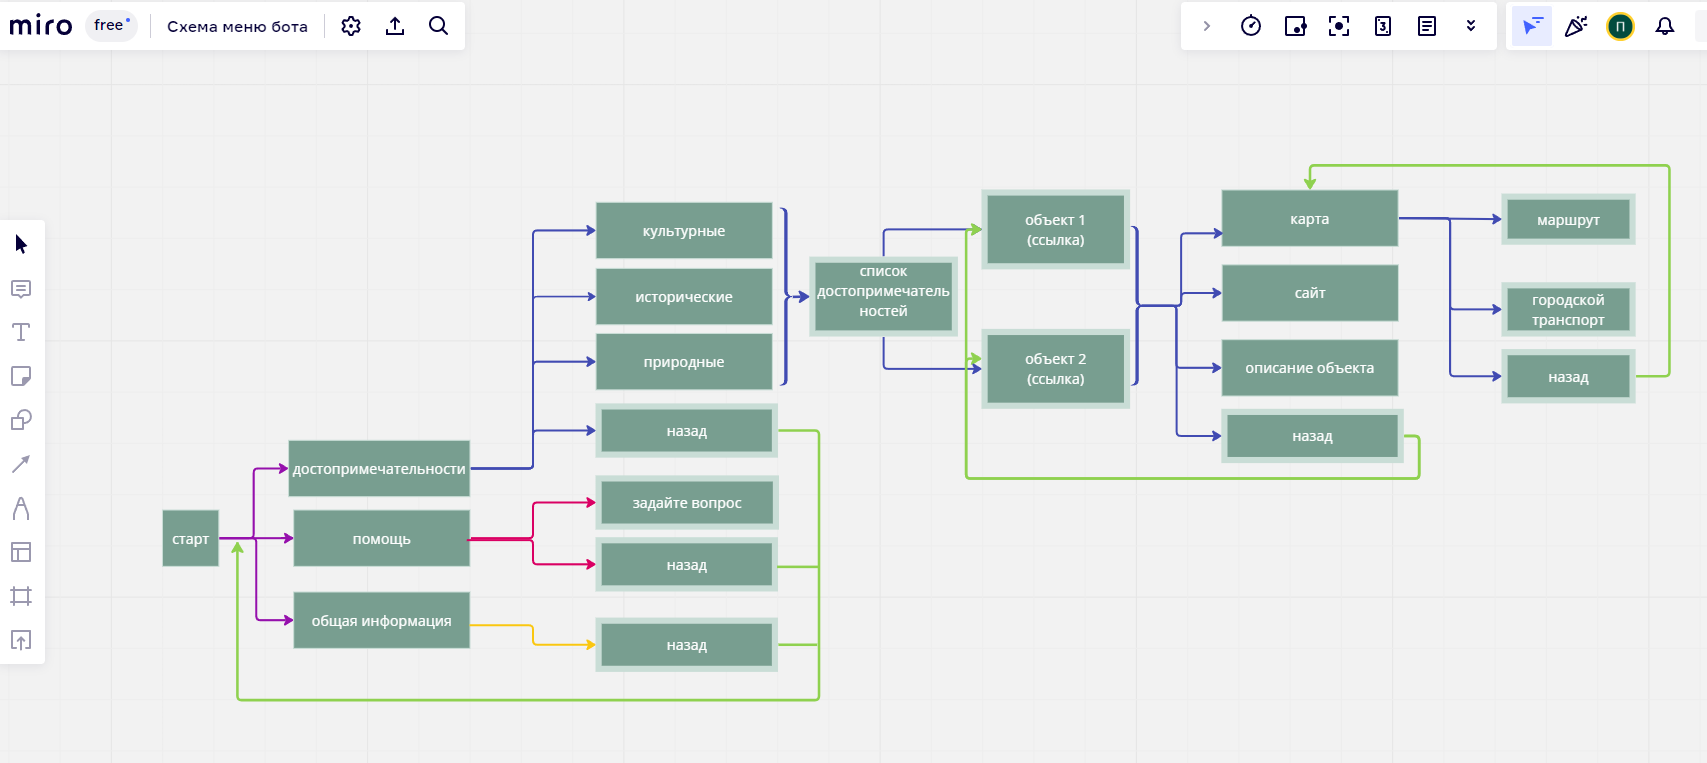 miro
free
Схема меню бота
3
П
старт
достопримечательности
помощь
общая информация
культурные
исторические
природные
назад
задайте вопрос
назад
назад
список
достопримечатель
ностей
объект 1
(ссылка)
объект 2
(ссылка)
карта
сайт
описание объекта
назад
маршрут
городской
транспорт
назад